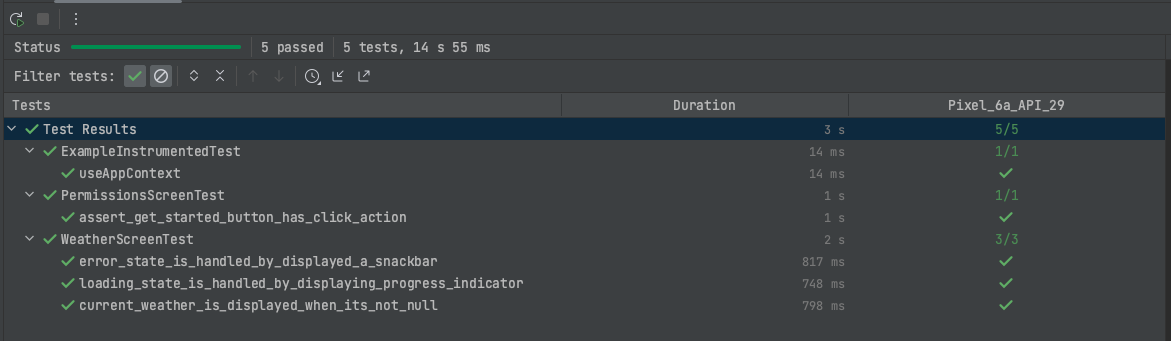 Status 5 passed 5 tests, 14 s 55 ms
Filter tests:
Tests Duration Pixel_6a_API_29
Test Results 3 s 5/5
ExampleInstrumentedTest 14 ms 1/1
useAppContext 14 ms
PermissionsScreenTest 1 s 1/1
assert_get_started_button_has_click_action 1 s
WeatherScreenTest 2 s 3/3
error_state_is_handled_by_displayed_a_snackbar 817 ms
loading_state_is_handled_by_displaying_progress_indicator 748 ms
current_weather_is_displayed_when_its_not_null 798 ms